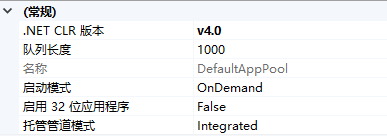 (常规)
.NET CLR 版本 v4.0
队列长度 1000
名称 DefaultAppPool
启动模式 OnDemand
启用 32 位应用程序 False
托管管道模式 Integrated